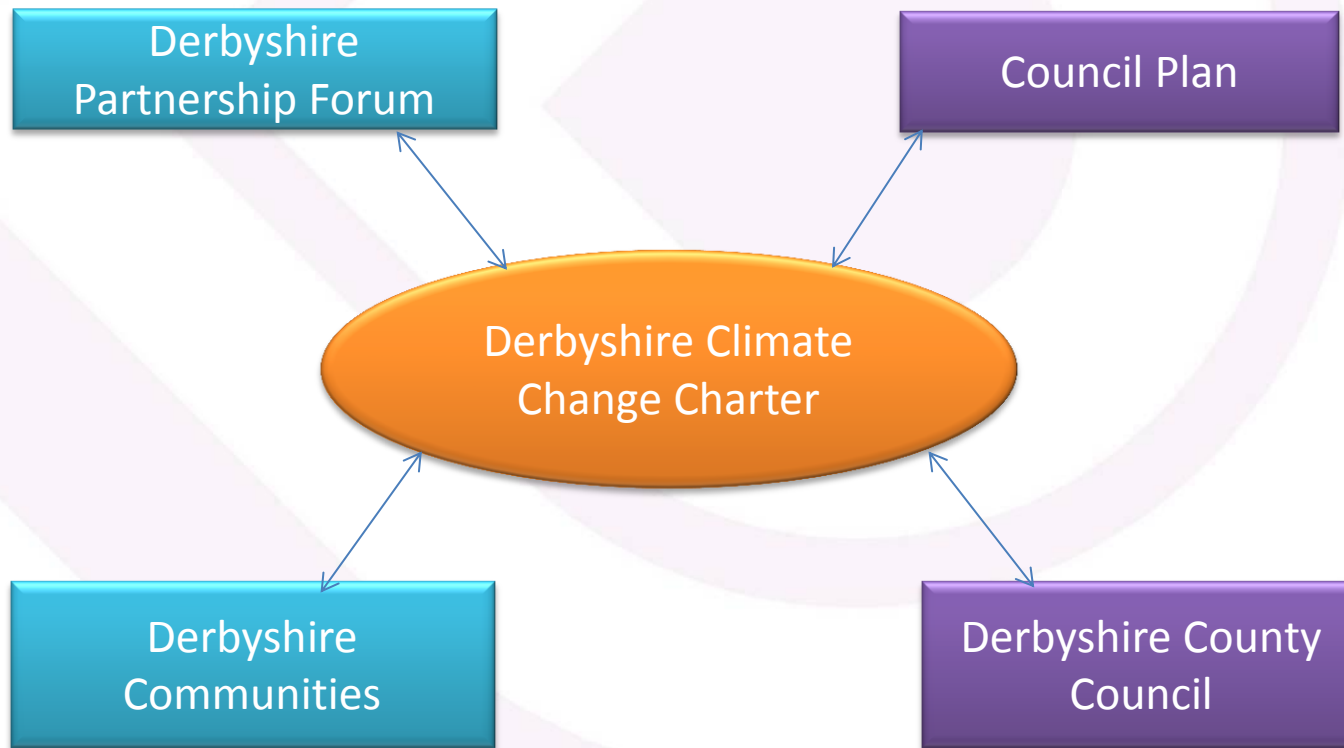 Derbyshire
Partnership Forum
Council Plan
Derbyshire Climate
Change Charter
Derbyshire
Communities
Derbyshire County
Council